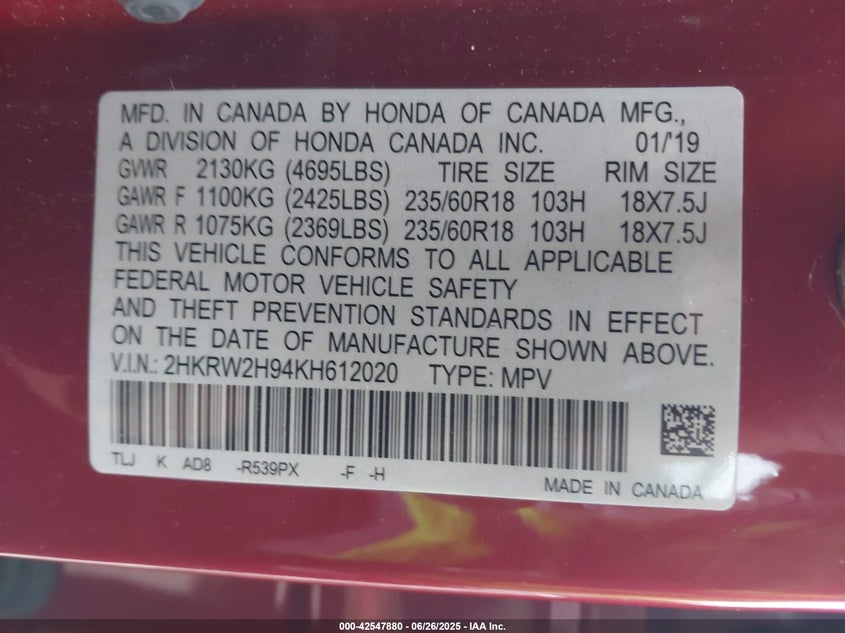 MFD. IN CANADA BY HONDA OF CANADA MFG.,
A DIVISION OF HONDA CANADA INC. 01/'19
GVWR 2130KG (4695LBS) TIRE SIZE RIM SIZE
GAWR F 1100KG (2425LBS) 235/60R18 103H 18X7.5J
GAWR R 1075KG (2369LBS) 235/60R18 103H 18X7.5J
THIS VEHICLE CONFORMS TO ALL APPLICABLE
FEDERAL MOTOR VEHICLE SAFETY
AND THEFT PREVENTION STANDARDS IN EFFECT
ON THE DATE OF MANUFACTURE SHOWN ABOVE.
V.I.N.: 2HKRW2H94KH612020 TYPE: MPV
TLJ K AD8 -R539PX -F -H
MADE IN CANADA
000-42547880 - 06/26/2025 - IAA Inc.